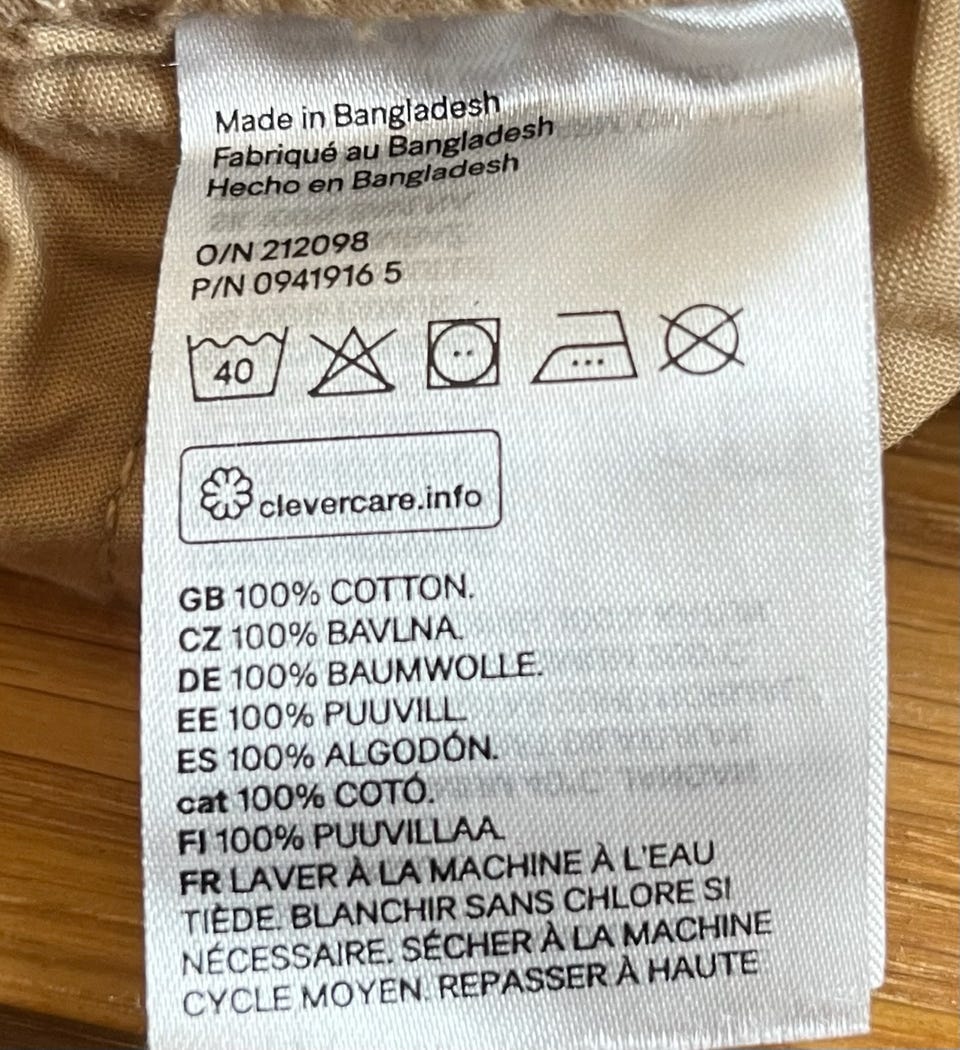 Made in Bangladesh
Fabriqué au Bangladesh
Hecho en Bangladesh
O/N 212098
P/N 0941916 5
40
clevercare.info
GB 100% COTTON.
CZ 100% BAVLNA.
DE 100% BAUMWOLLE.
EE 100% PUUVILL.
ES 100% ALGODÓN.
cat 100% COTÓ.
FI 100% PUUVILLAA.
FR LAVER À LA MACHINE À L'EAU
TIÈDE. BLANCHIR SANS CHLORE SI
NÉCESSAIRE. SÉCHER À LA MACHINE
CYCLE MOYEN. REPASSER À HAUTE